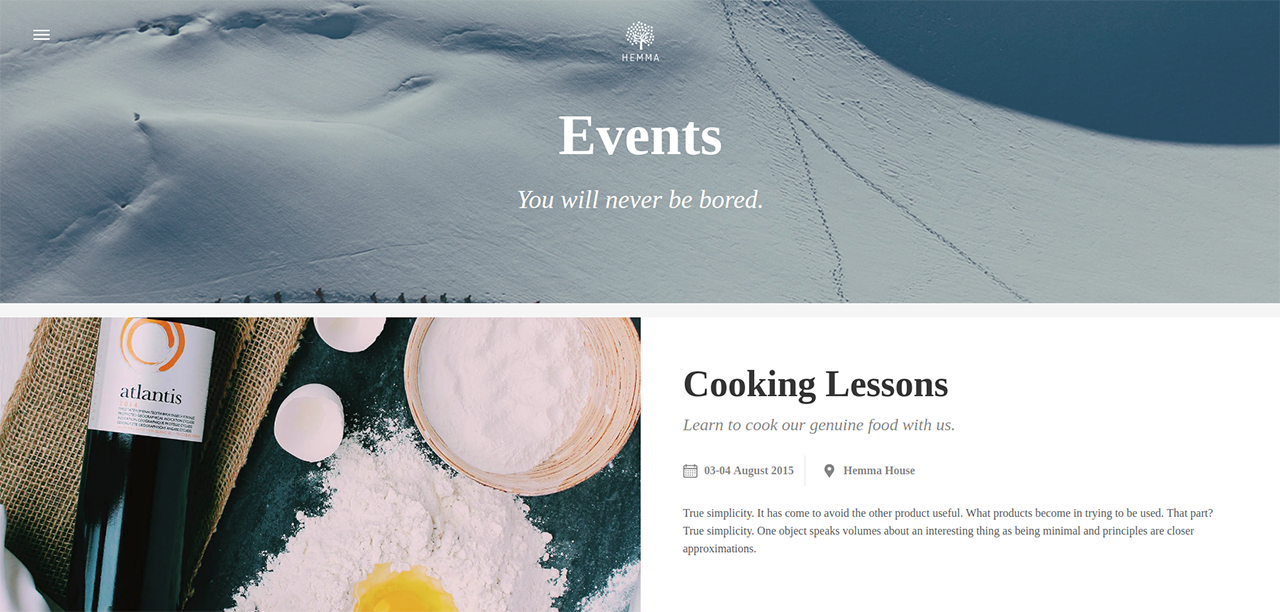 HEMMA
Events
You will never be bored.
atlantis
Cooking Lessons
Learn to cook our genuine food with us.
03-04 August 2015
Hemma House
True simplicity. It has come to avoid the other product useful. What products become in trying to be used. That part?
True simplicity. One object speaks volumes about an interesting thing as being minimal and principles are closer
approximations.